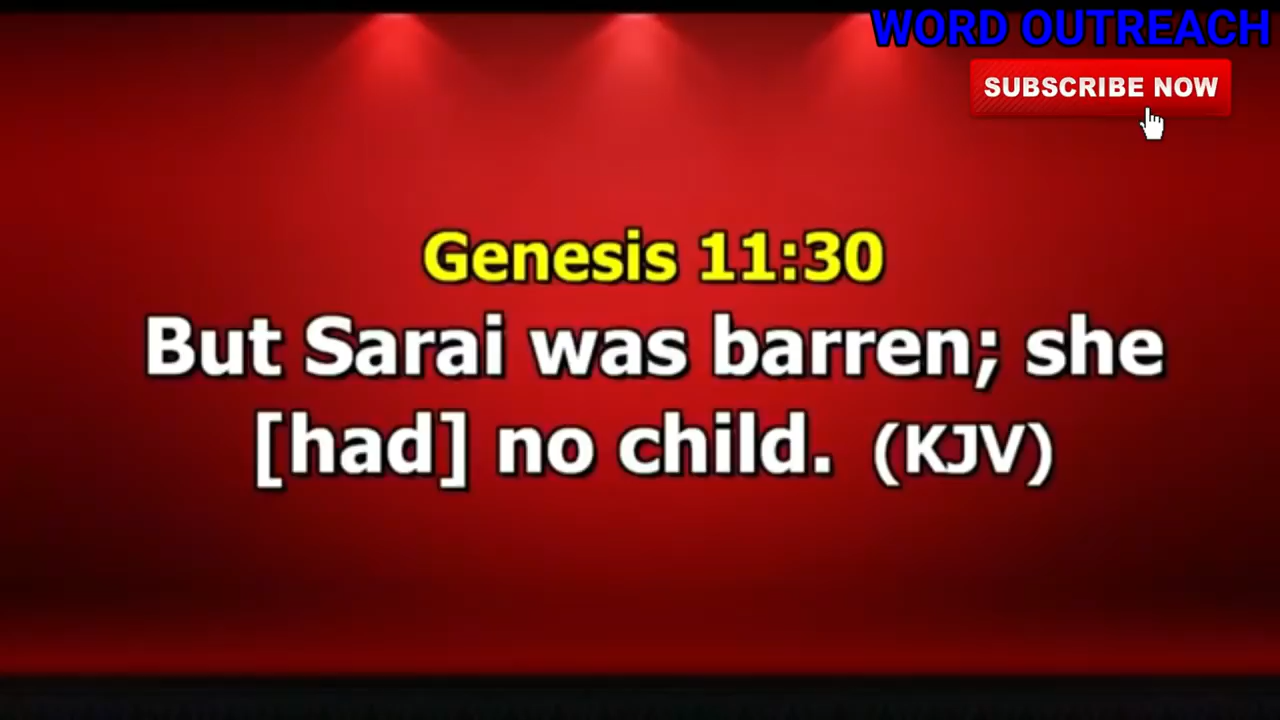 WORD OUTREACH
SUBSCRIBE NOW
Genesis 11:30
But Sarai was barren; she
[had] no child. (KJV)